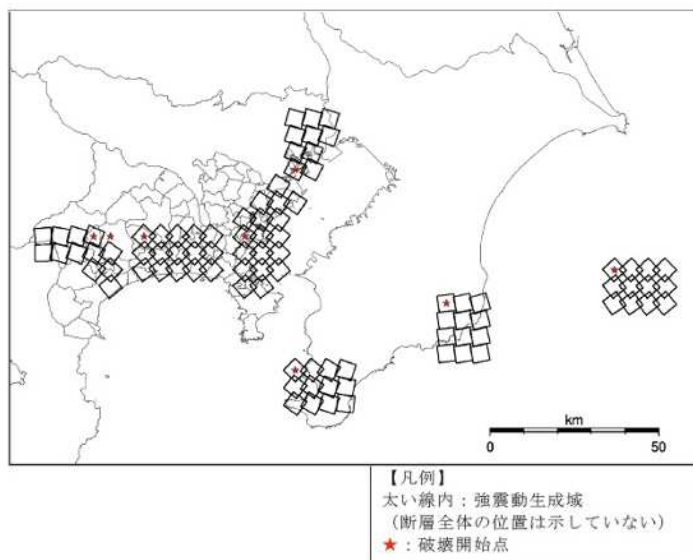 km
0 50
【凡例】
太い線内：強震動生成域
（断層全体の位置は示していない）
★：破壊開始点